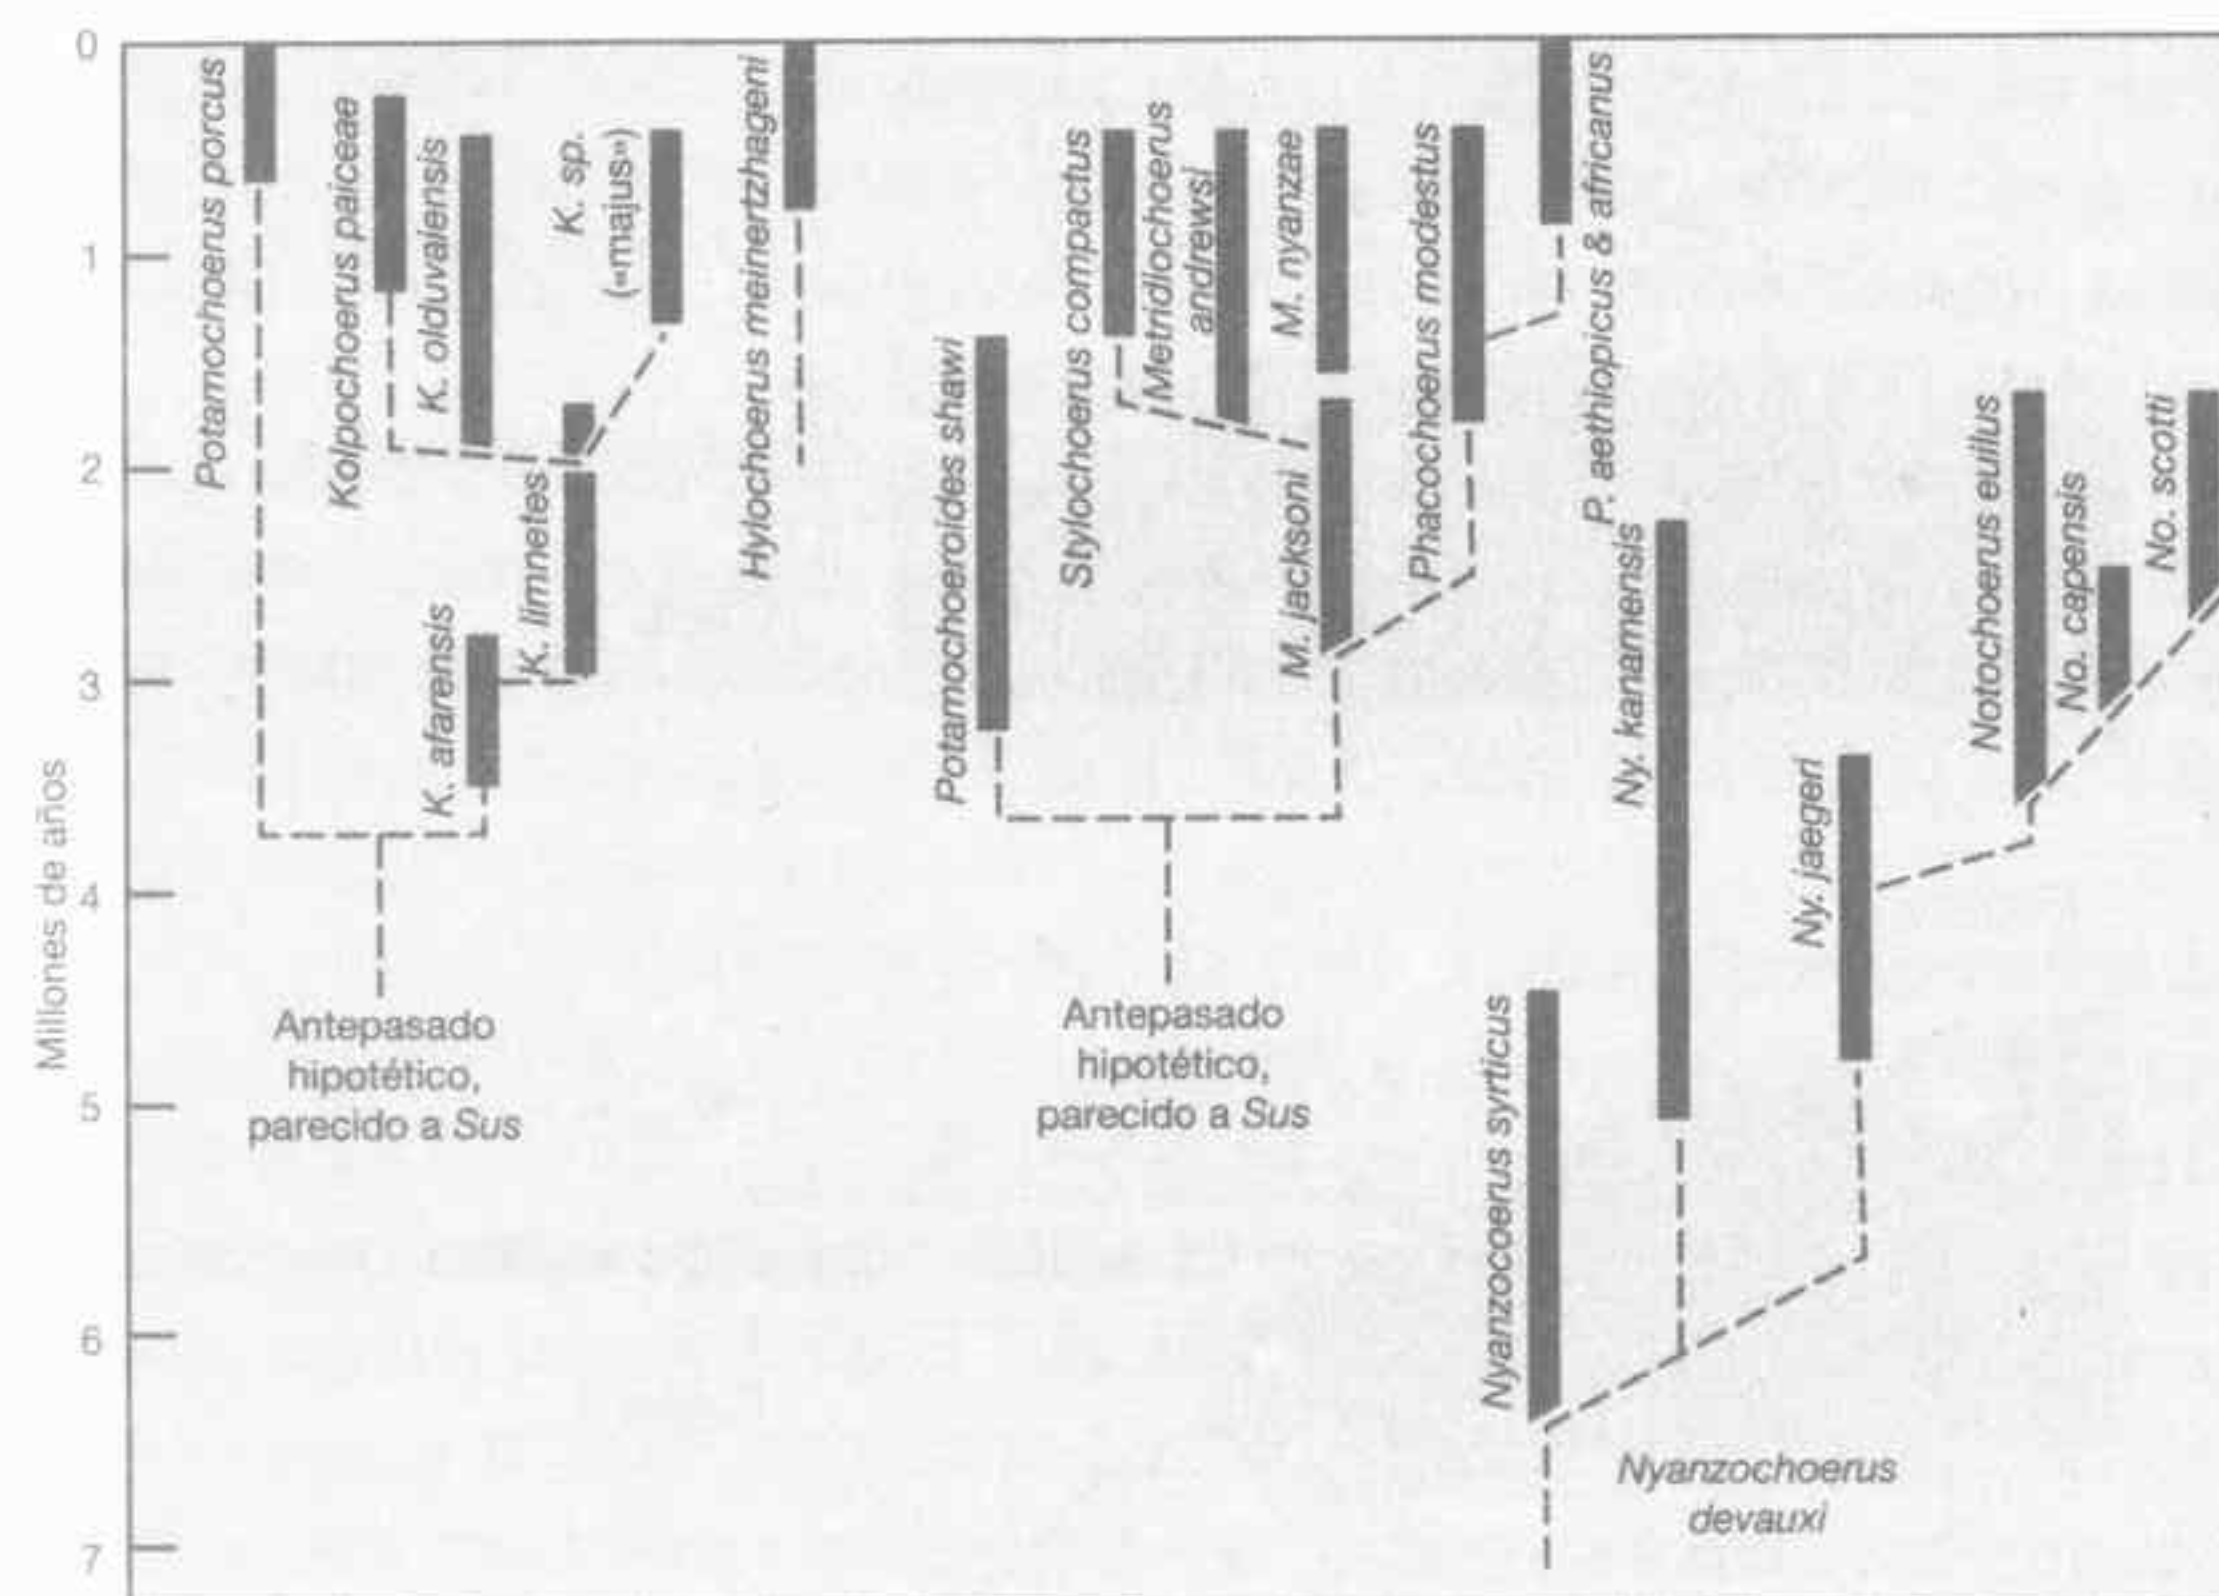 0
1
2
3
4
5
6
7
Millones de años
Potamochoerus porcus
Kolpochoerus paiceae
K. olduvaiensis
K. sp.
(«majus»)
K. limnetes
K. afarensis
Hylochoerus meinertzhageni
Potamochoeroides shawi
Stylochoerus compactus
Metridiochoerus
andrewsi
M. nyanzae
M. jacksoni
Phacochoerus modestus
P. aethiopicus & africanus
Ny. kanamensis
Ny. jaegeri
Notochoerus euilus
No. capensis
No. scotti
Nyanzocoerus syrticus
Antepasado
hipotético,
parecido a Sus
Antepasado
hipotético,
parecido a Sus
Nyanzochoerus
devauxi